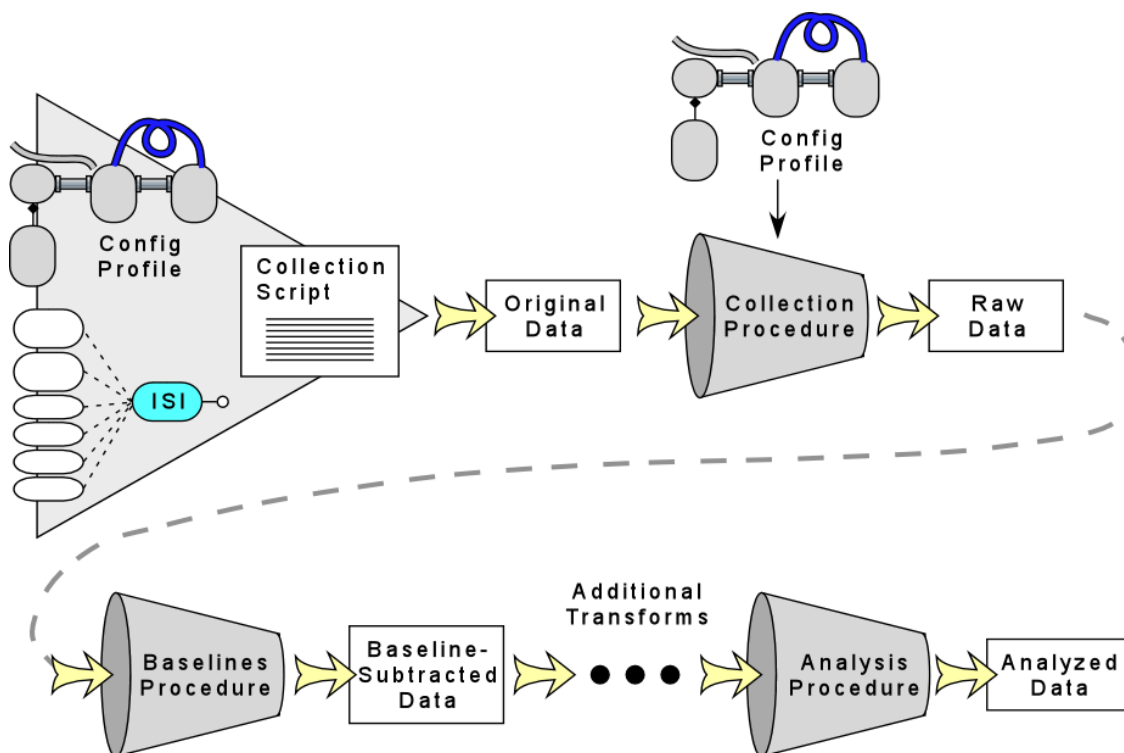 Config
Profile
Collection
Script
ISI
Original
Data
Config
Profile
Collection
Procedure
Raw
Data
Baselines
Procedure
Baseline-
Subtracted
Data
Additional
Transforms
Analysis
Procedure
Analyzed
Data